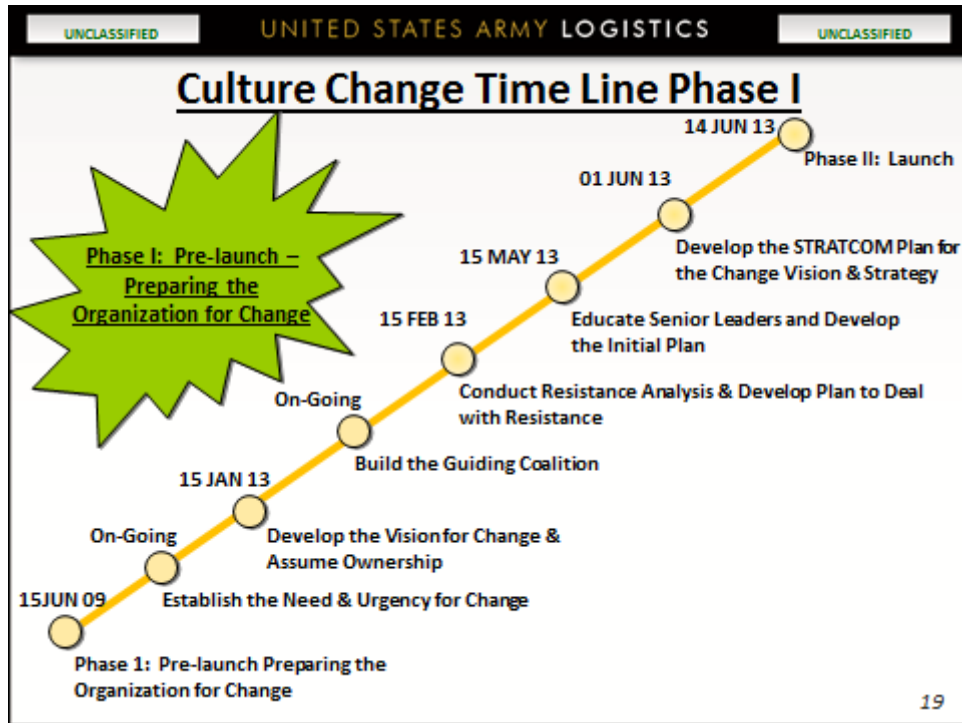 UNCLASSIFIED
UNITED STATES ARMY LOGISTICS
UNCLASSIFIED
Culture Change Time Line Phase I
Phase I: Pre-launch –
Preparing the
Organization for Change
14 JUN 13
Phase II: Launch
01 JUN 13
Develop the STRATCOM Plan for
the Change Vision & Strategy
15 MAY 13
Educate Senior Leaders and Develop
the Initial Plan
15 FEB 13
Conduct Resistance Analysis & Develop Plan to Deal
with Resistance
On-Going
Build the Guiding Coalition
15 JAN 13
Develop the Vision for Change &
Assume Ownership
On-Going
Establish the Need & Urgency for Change
15JUN 09
Phase 1: Pre-launch Preparing the
Organization for Change
19